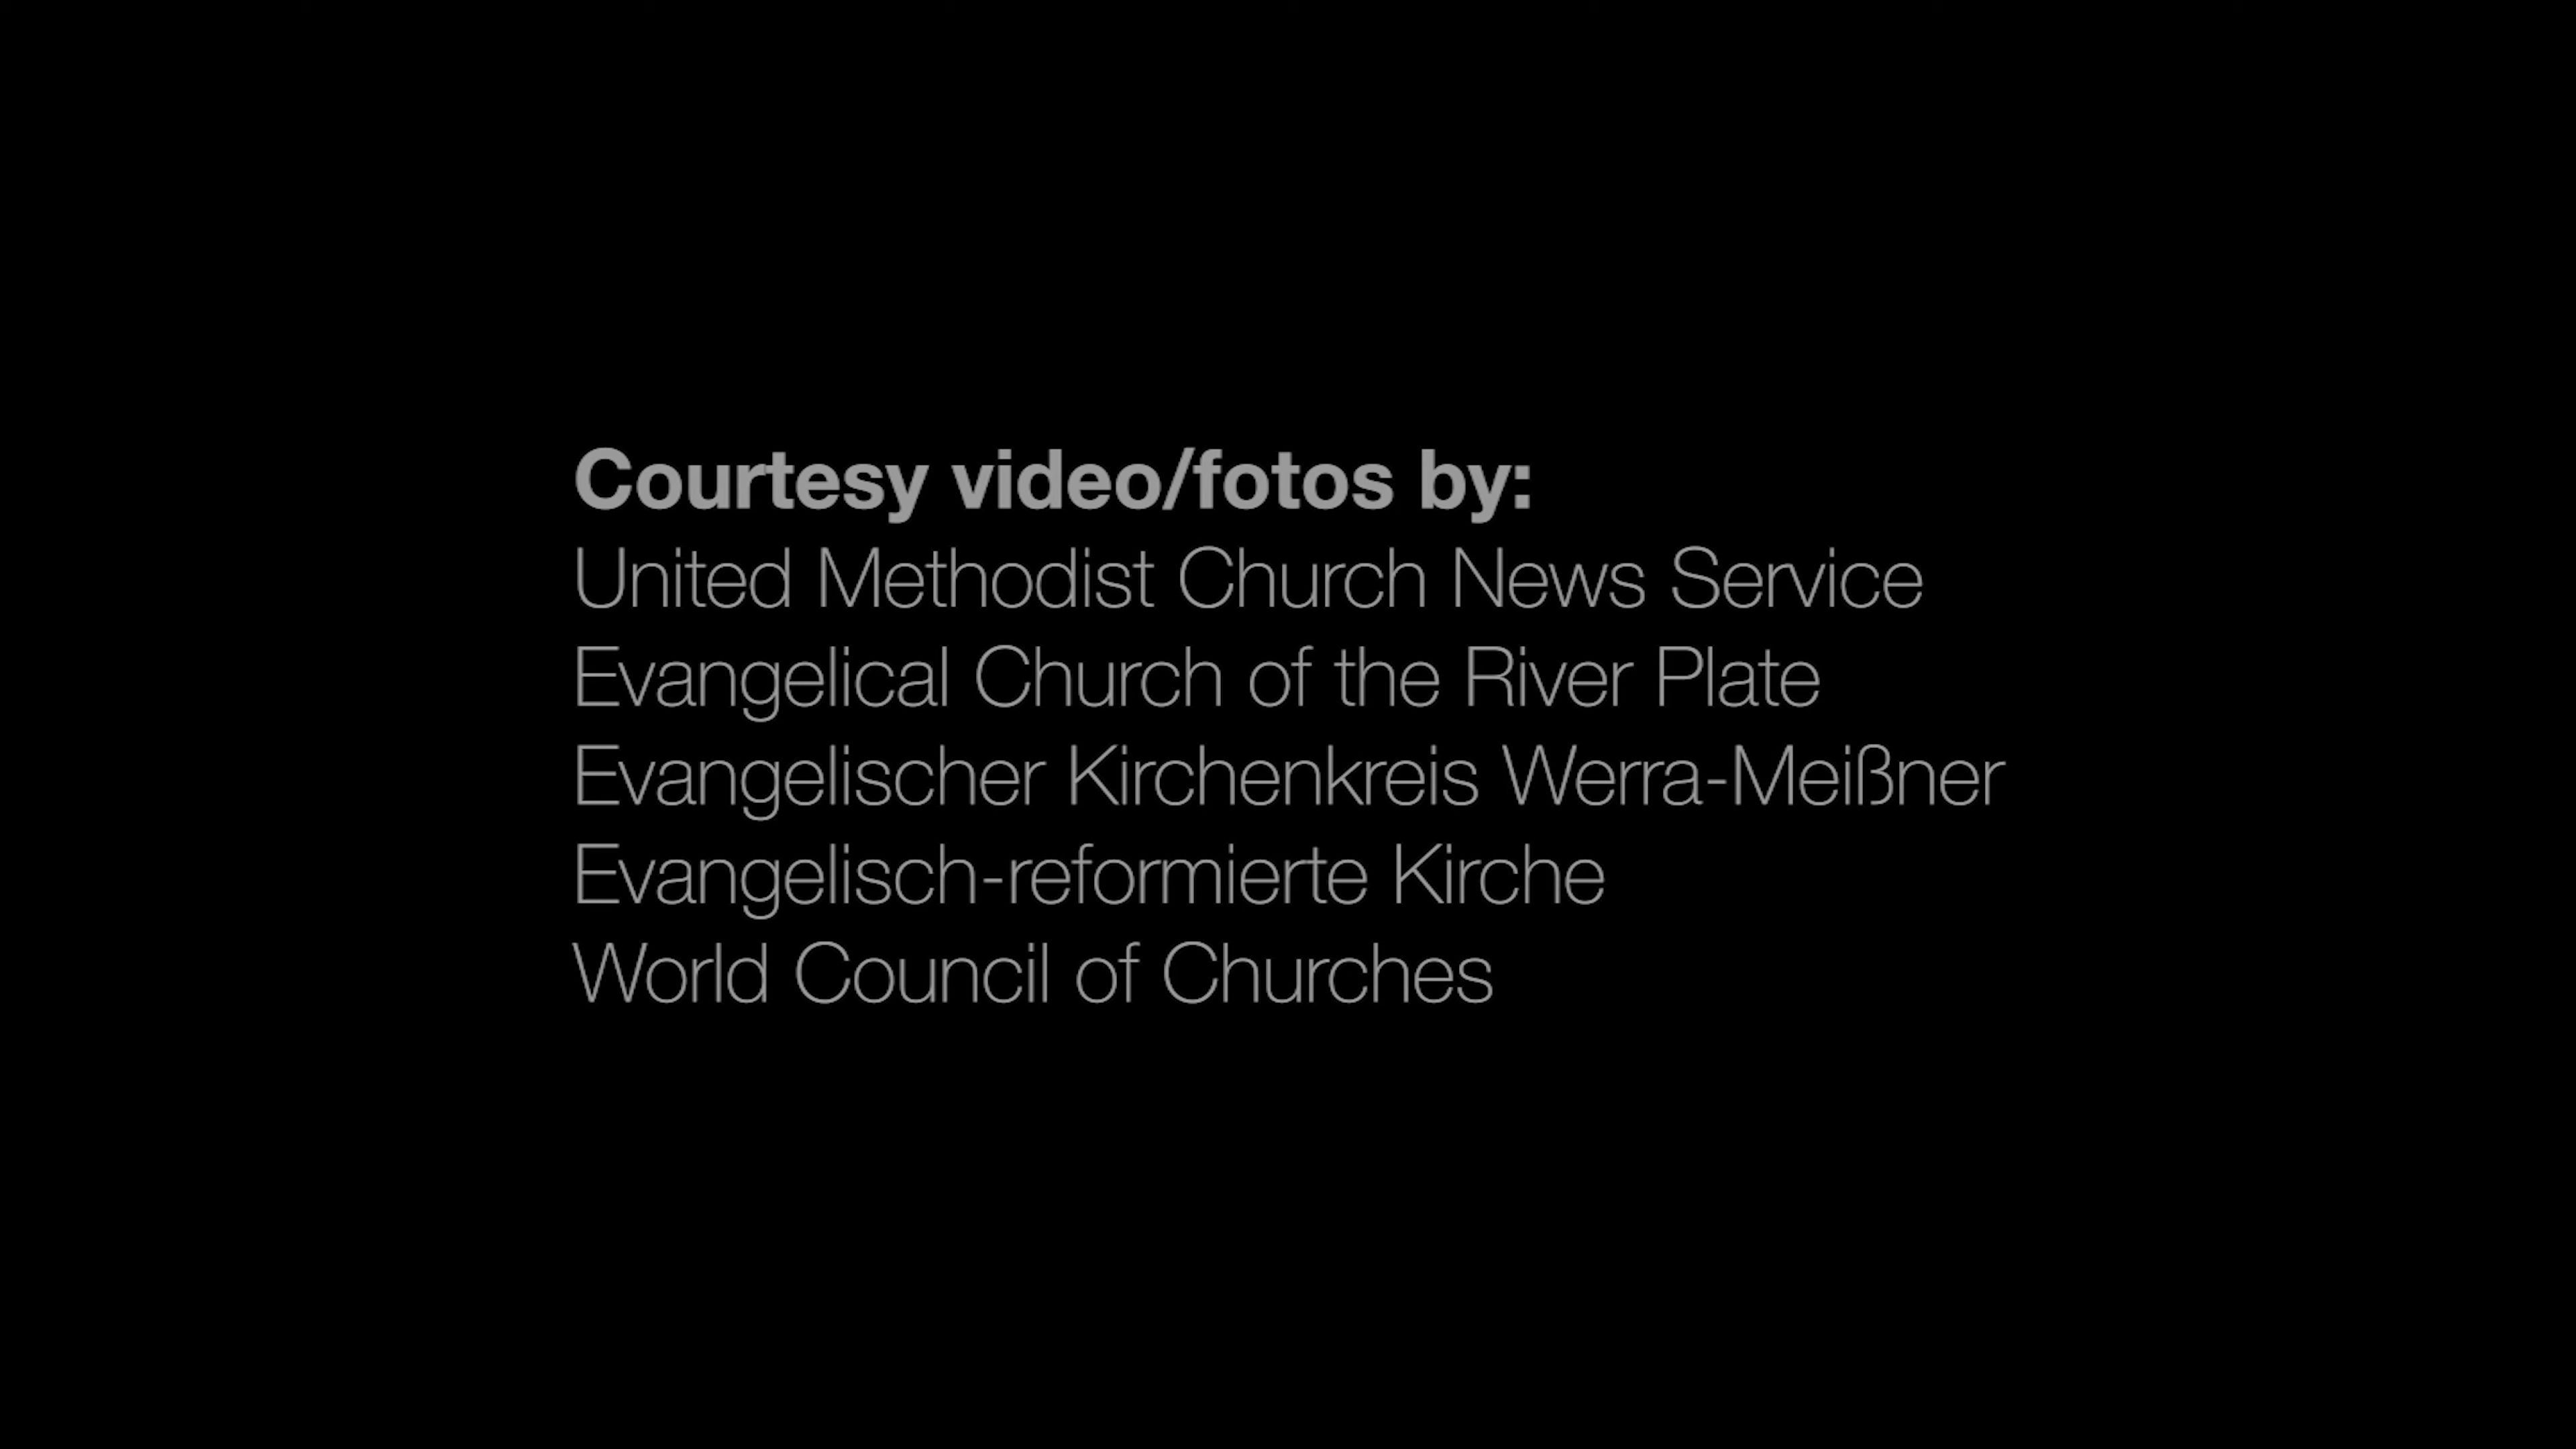 Courtesy video/fotos by:
United Methodist Church News Service
Evangelical Church of the River Plate
Evangelischer Kirchenkreis Werra-Meißner
Evangelisch-reformierte Kirche
World Council of Churches